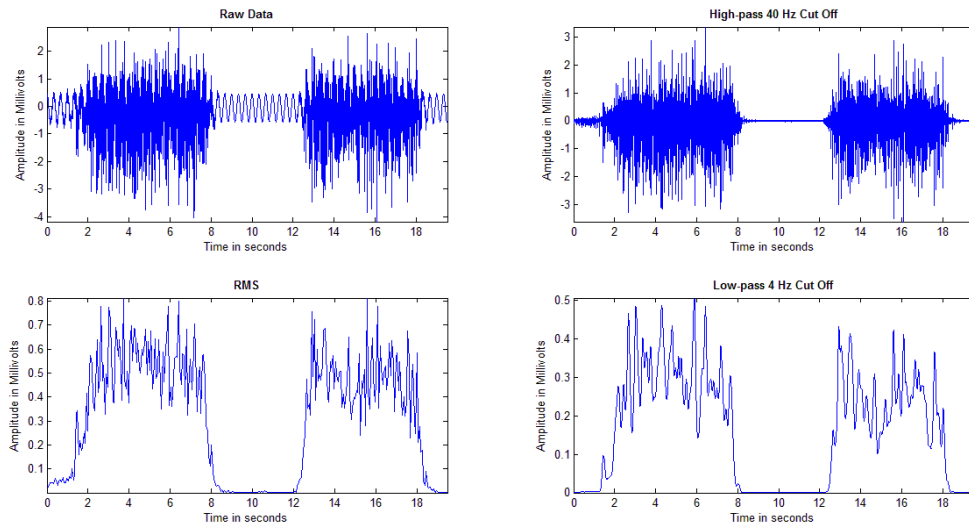 Raw Data
Amplitude in Millivolts
2
1
0
-1
-2
-3
-4
0 2 4 6 8 10 12 14 16 18
Time in seconds
High-pass 40 Hz Cut Off
Amplitude in Millivolts
3
2
1
0
-1
-2
-3
0 2 4 6 8 10 12 14 16 18
Time in seconds
RMS
Amplitude in Millivolts
0.8
0.7
0.6
0.5
0.4
0.3
0.2
0.1
0 2 4 6 8 10 12 14 16 18
Time in seconds
Low-pass 4 Hz Cut Off
Amplitude in Millivolts
0.5
0.4
0.3
0.2
0.1
0
0 2 4 6 8 10 12 14 16 18
Time in seconds